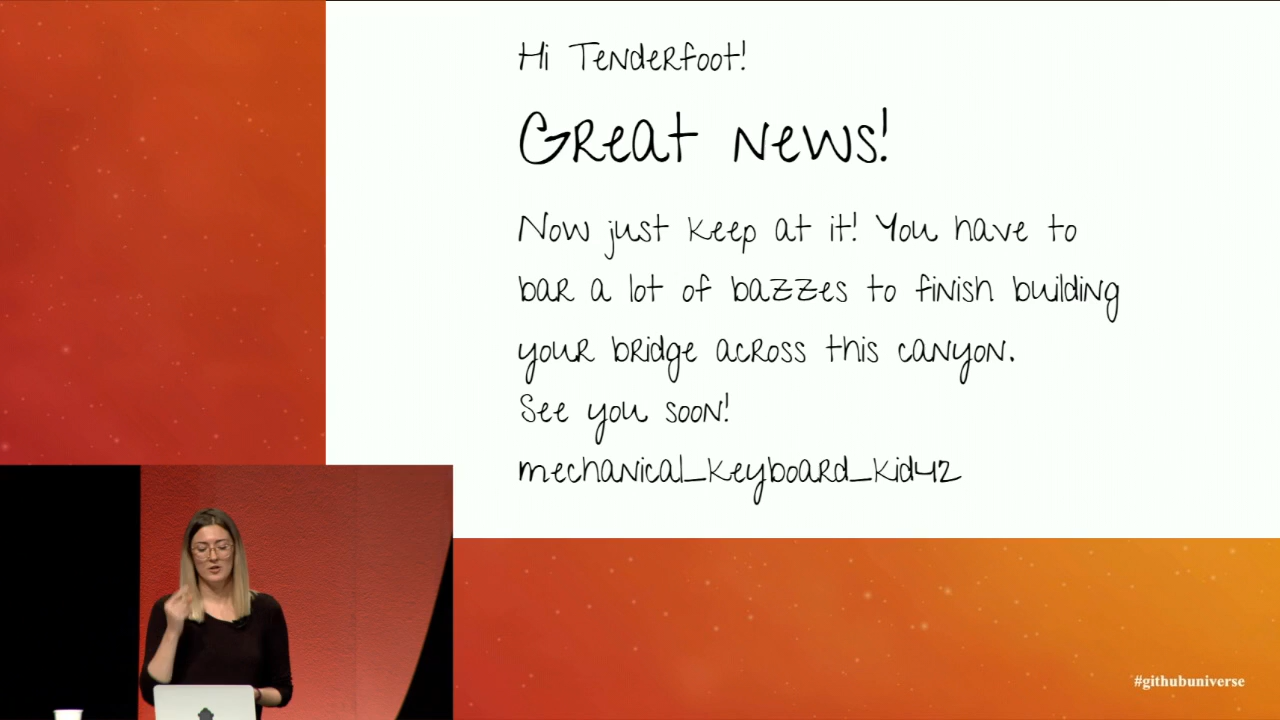 Hi Tenderfoot!
Great news!
Now just keep at it! You have to
bar a lot of bazzes to finish building
your bridge across this canyon.
See you soon!
mechanical_keyboard_kid42
#githubuniverse